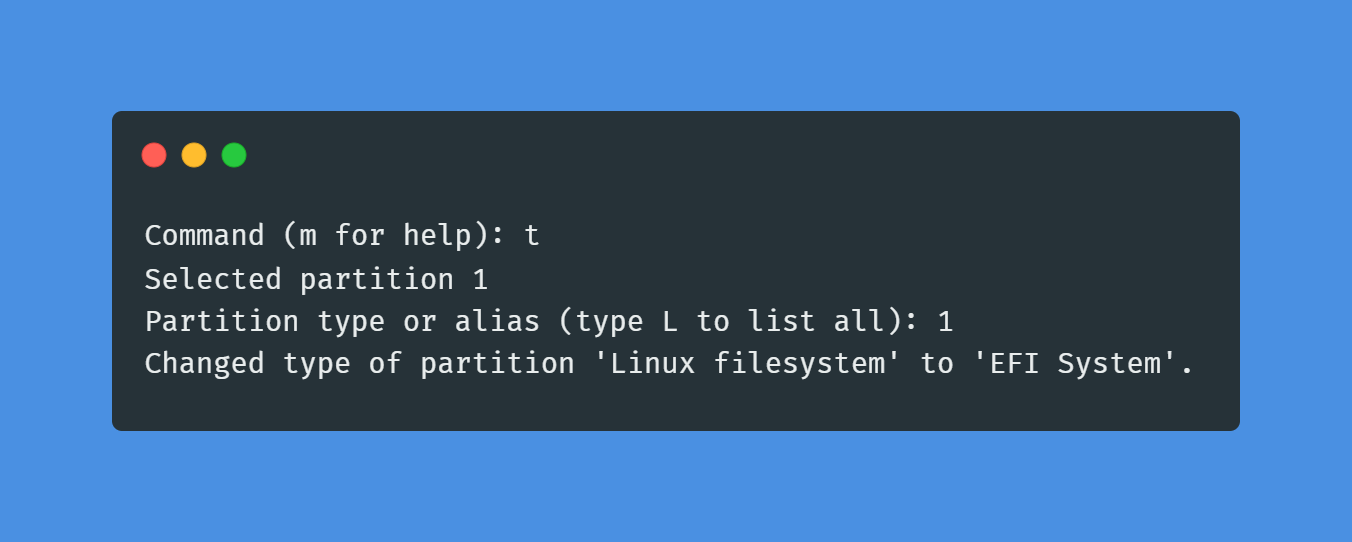 Command (m for help): t
Selected partition 1
Partition type or alias (type L to list all): 1
Changed type of partition 'Linux filesystem' to 'EFI System'.